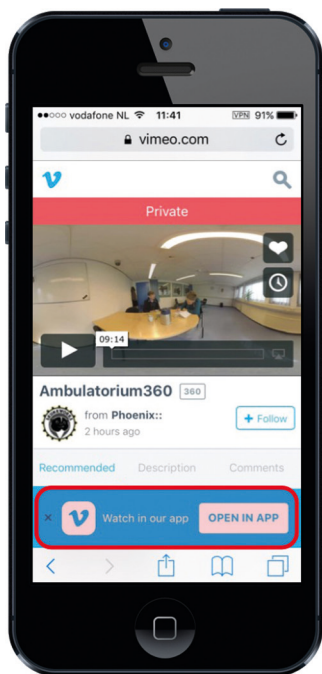 vodafone NL 11:41 VPN 91%
vimeo.com
Private
09:14
Ambulatorium360 360
from Phoenix::
2 hours ago
+ Follow
Recommended Description Comments
× Watch in our app OPEN IN APP